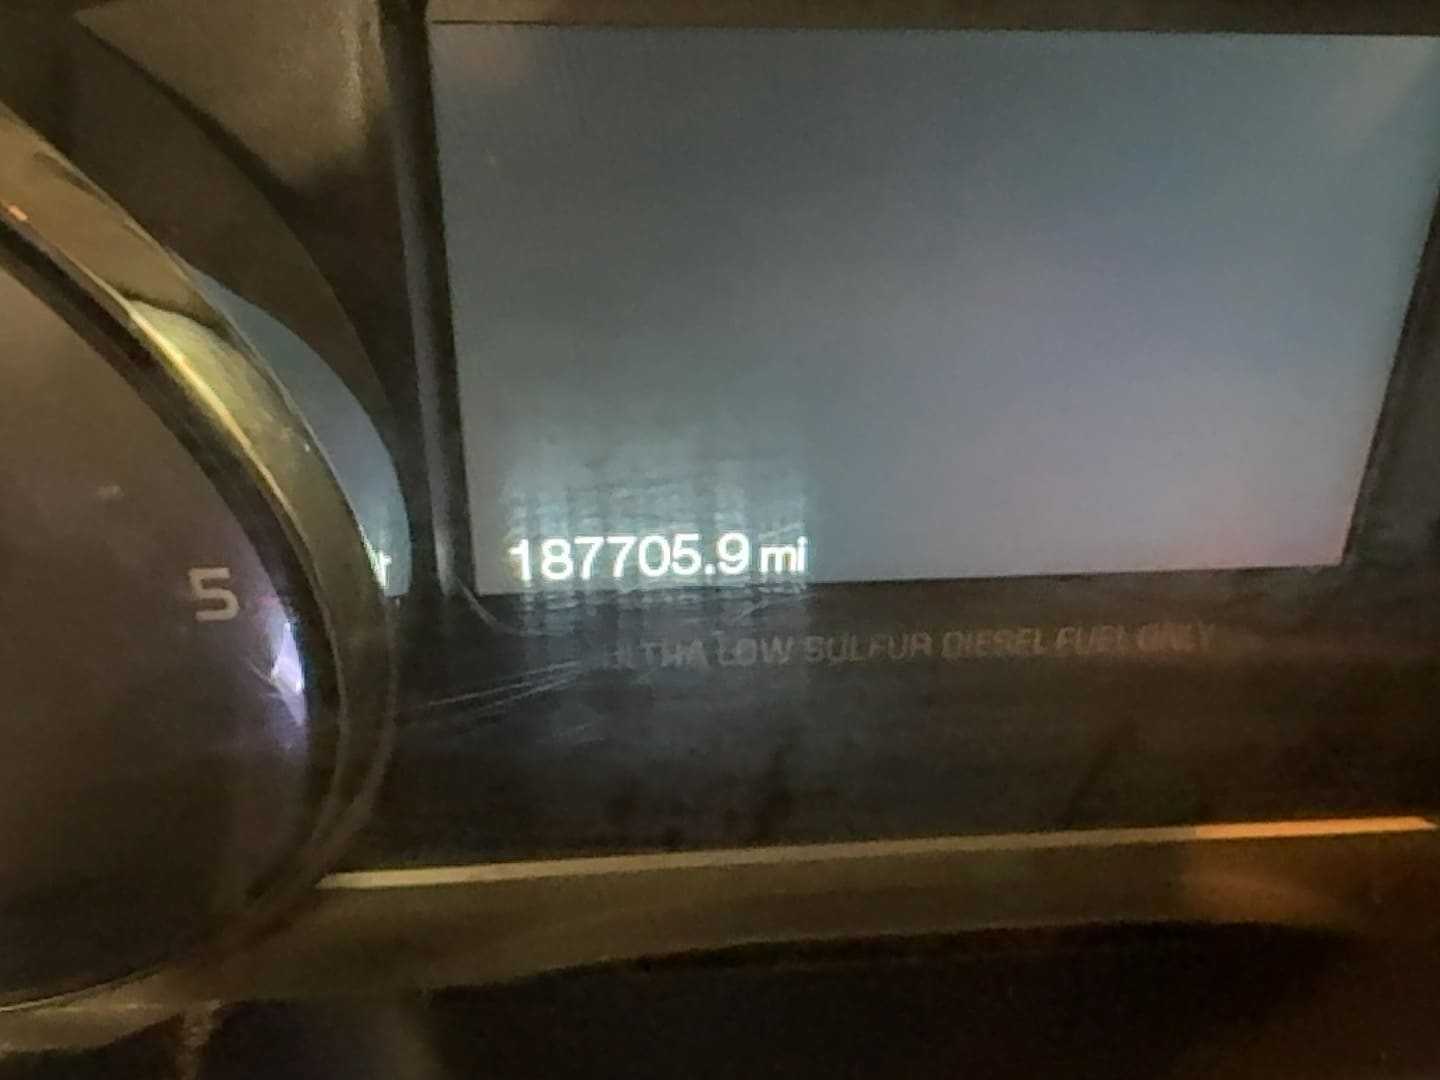 187705.9 mi
5
LOW SULFUR DIESEL FUEL ONLY